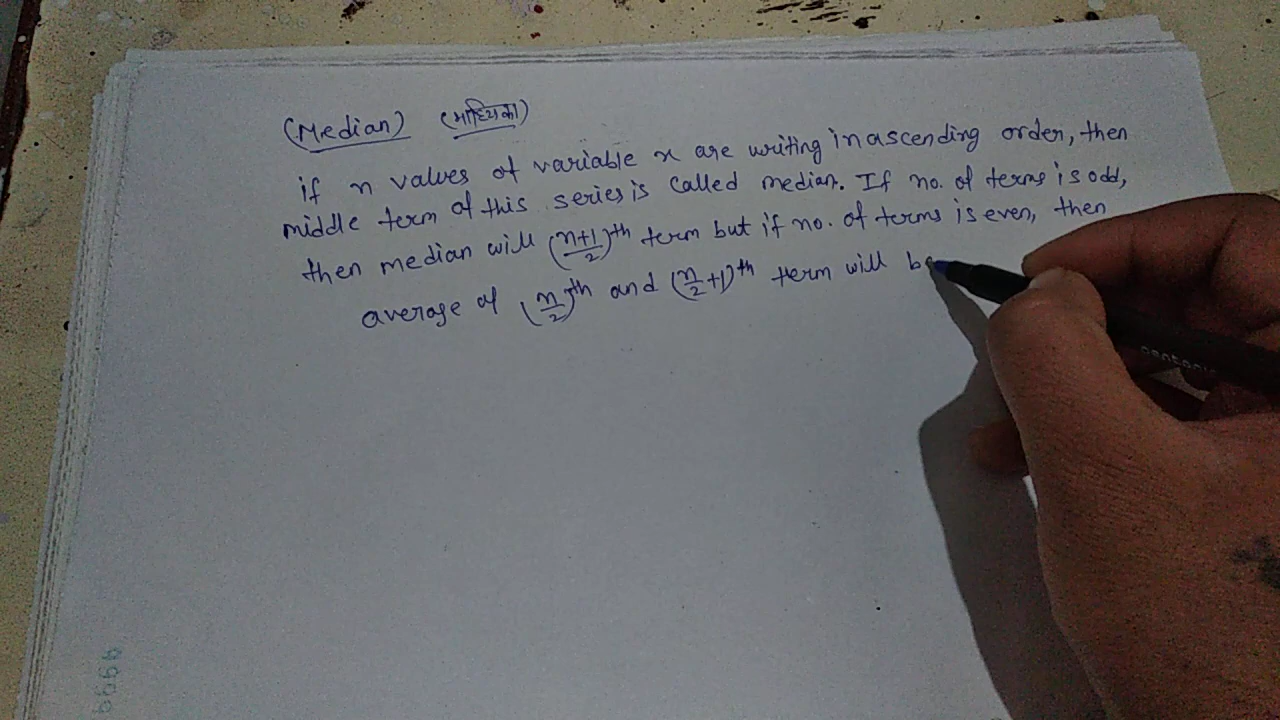 (Median) (माध्यिका)
if n values of variable x are writing in ascending order, then
middle term of this series is called median. If no. of terms is odd,
then median will (n+1/2)th term but if no. of terms is even, then
average of (n/2)th and (n/2+1)th term will be